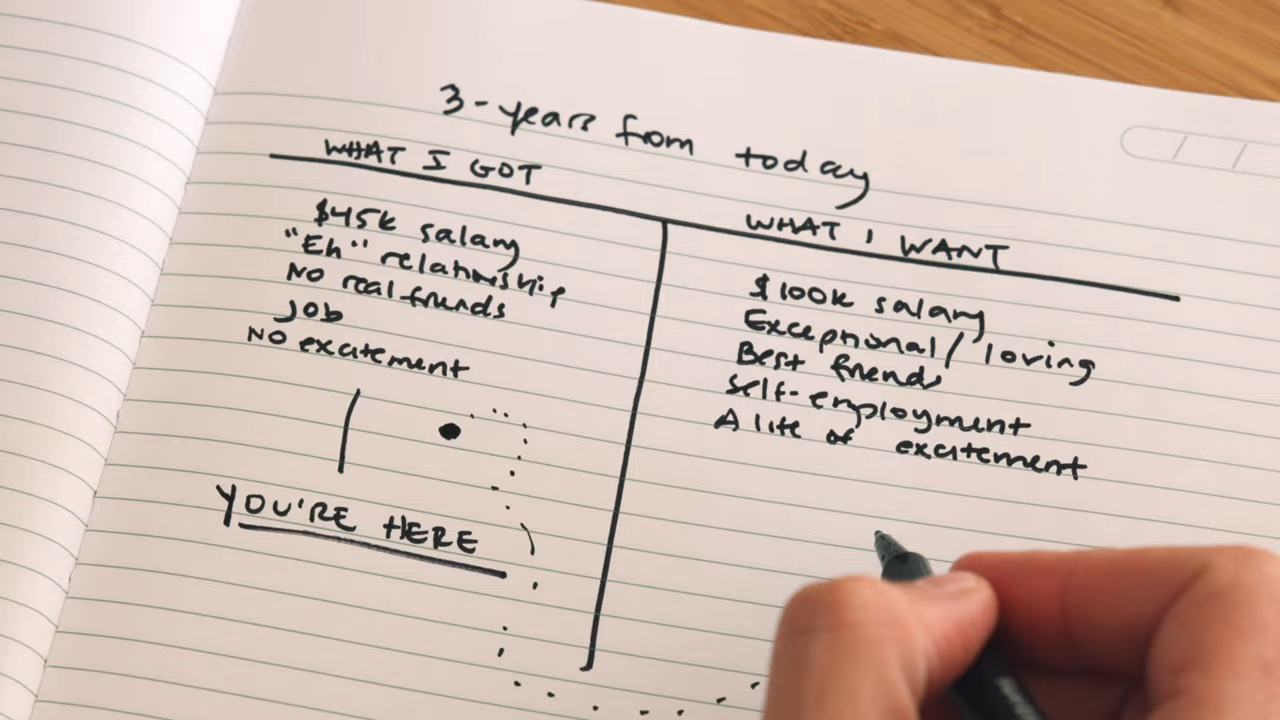 3-years from today
WHAT I GOT
$45k salary
"Eh" relationship
No real friends
Job
No excitement
YOU'RE HERE
WHAT I WANT
$100k salary
Exceptional/loving
Best friends
Self-employment
A life of excitement